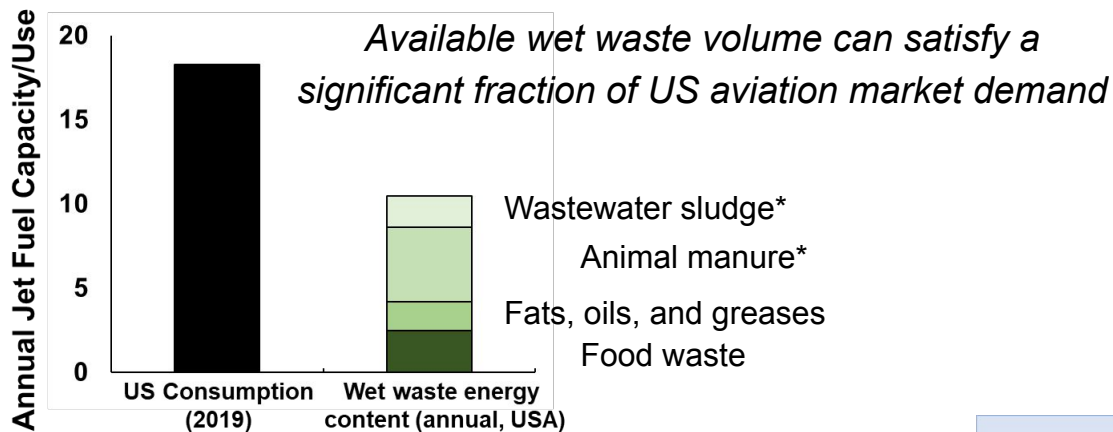 Available wet waste volume can satisfy a
significant fraction of US aviation market demand
Annual Jet Fuel Capacity/Use
20
15
10
5
0
Wastewater sludge*
Animal manure*
Fats, oils, and greases
Food waste
US Consumption
(2019)
Wet waste energy
content (annual, USA)